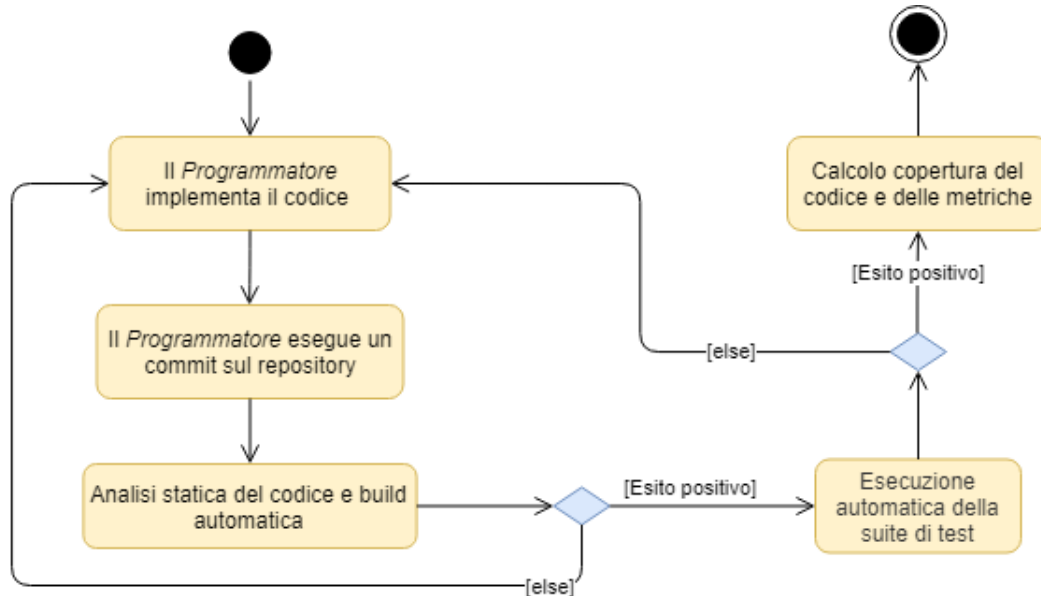 Il Programmatore
implementa il codice
Il Programmatore esegue un
commit sul repository
Analisi statica del codice e build
automatica
[Esito positivo]
[else]
Esecuzione
automatica della
suite di test
[else]
[Esito positivo]
Calcolo copertura del
codice e delle metriche